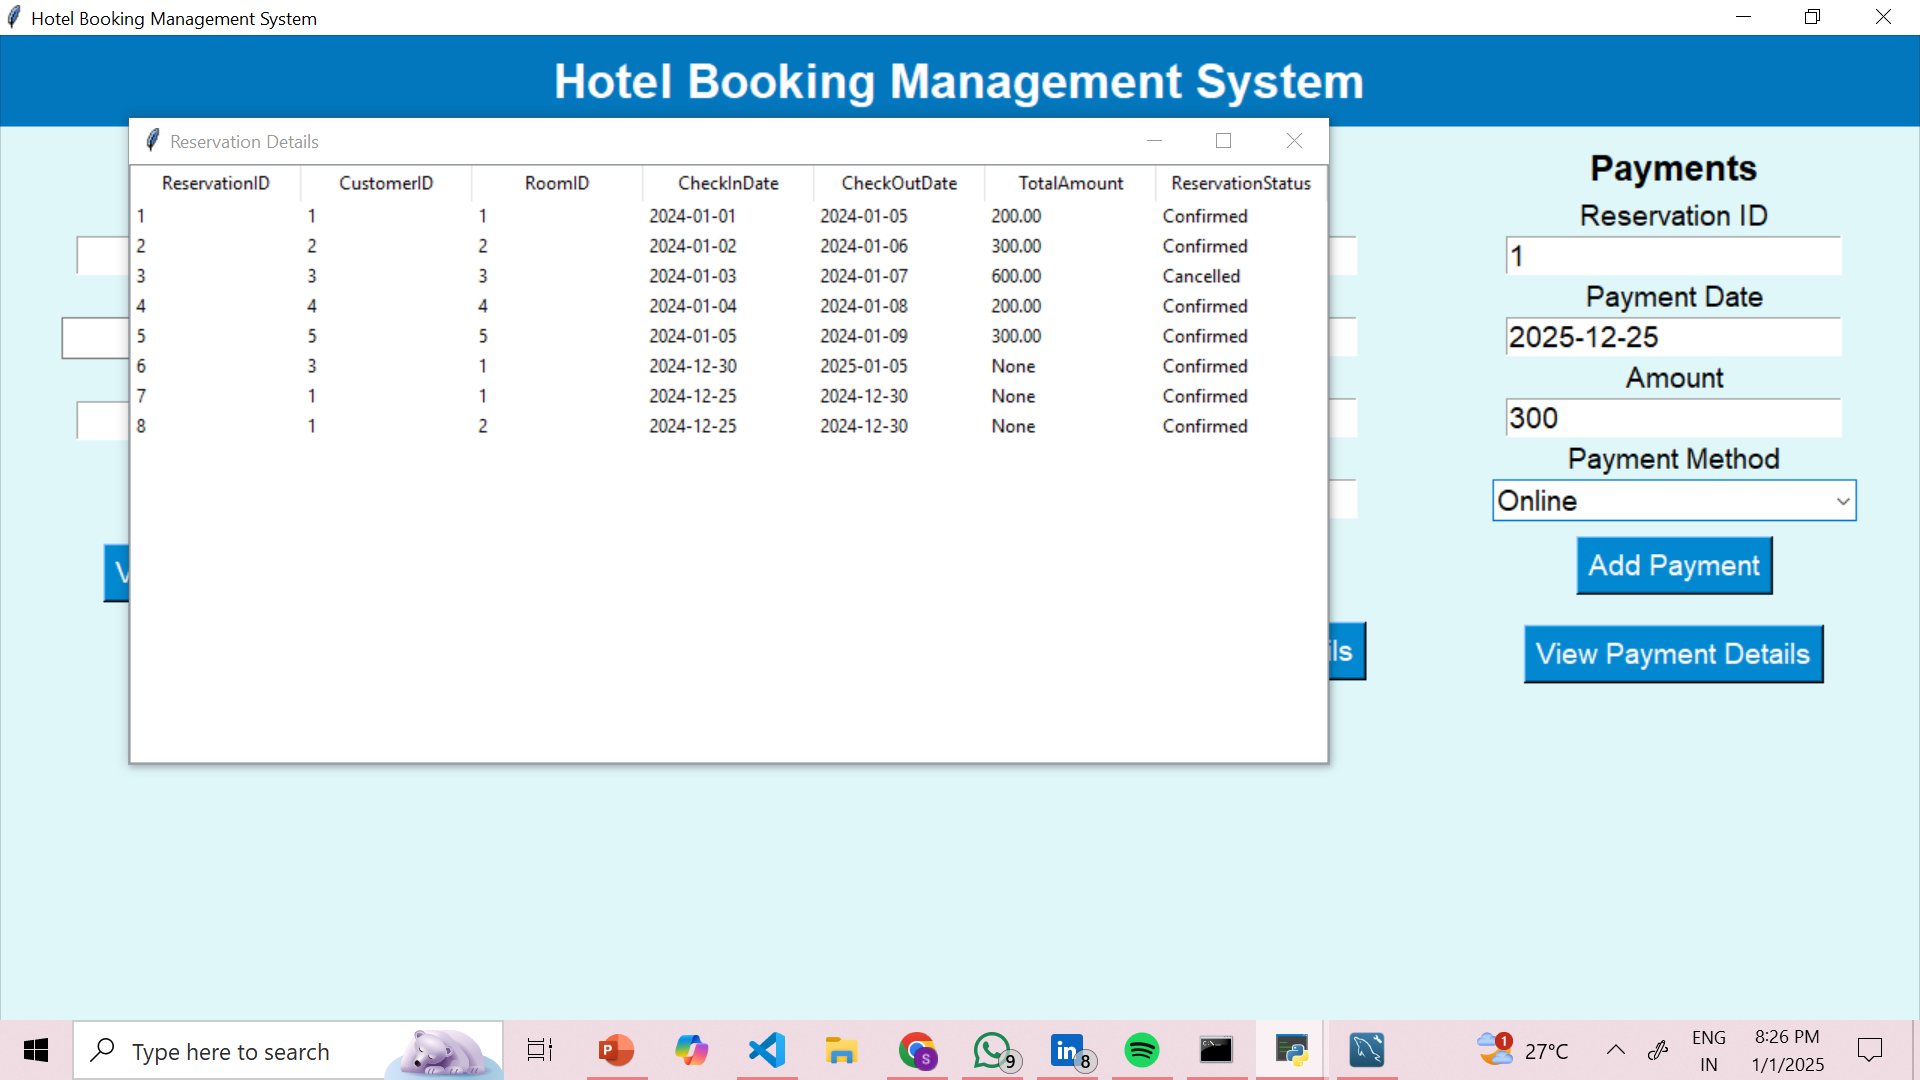 Hotel Booking Management System
Hotel Booking Management System
Reservation Details
ReservationID CustomerID RoomID CheckInDate CheckOutDate TotalAmount ReservationStatus
1 1 1 2024-01-01 2024-01-05 200.00 Confirmed
2 2 2 2024-01-02 2024-01-06 300.00 Confirmed
3 3 3 2024-01-03 2024-01-07 600.00 Cancelled
4 4 4 2024-01-04 2024-01-08 200.00 Confirmed
5 5 5 2024-01-05 2024-01-09 300.00 Confirmed
6 3 1 2024-12-30 2025-01-05 None Confirmed
7 1 1 2024-12-25 2024-12-30 None Confirmed
8 1 2 2024-12-25 2024-12-30 None Confirmed
V
ils
Payments
Reservation ID
1
Payment Date
2025-12-25
Amount
300
Payment Method
Online
Add Payment
View Payment Details
Type here to search
P
S
9
in
8
1
27°C
ENG
IN
8:26 PM
1/1/2025